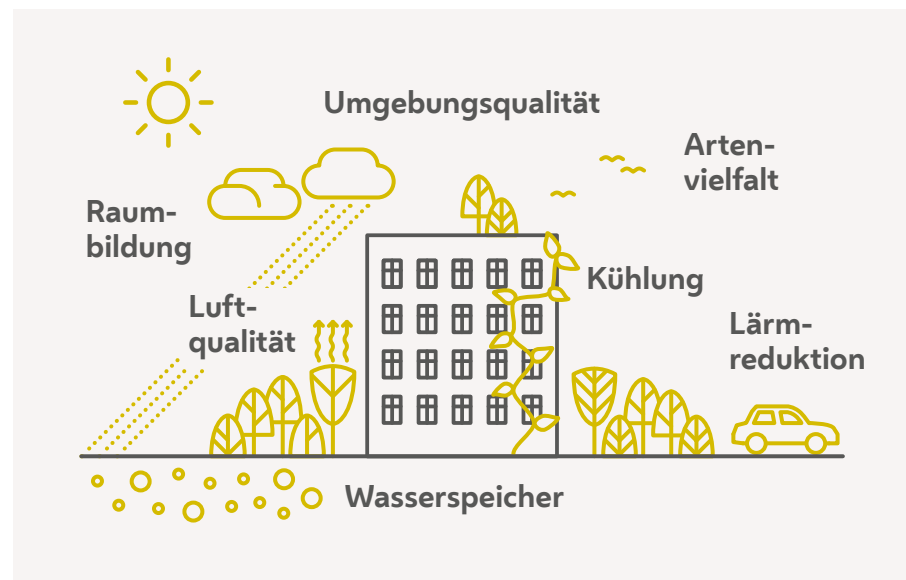 Umgebungsqualität
Arten-
vielfalt
Raum-
bildung
Kühlung
Luft-
qualität
Lärm-
reduktion
Wasserspeicher